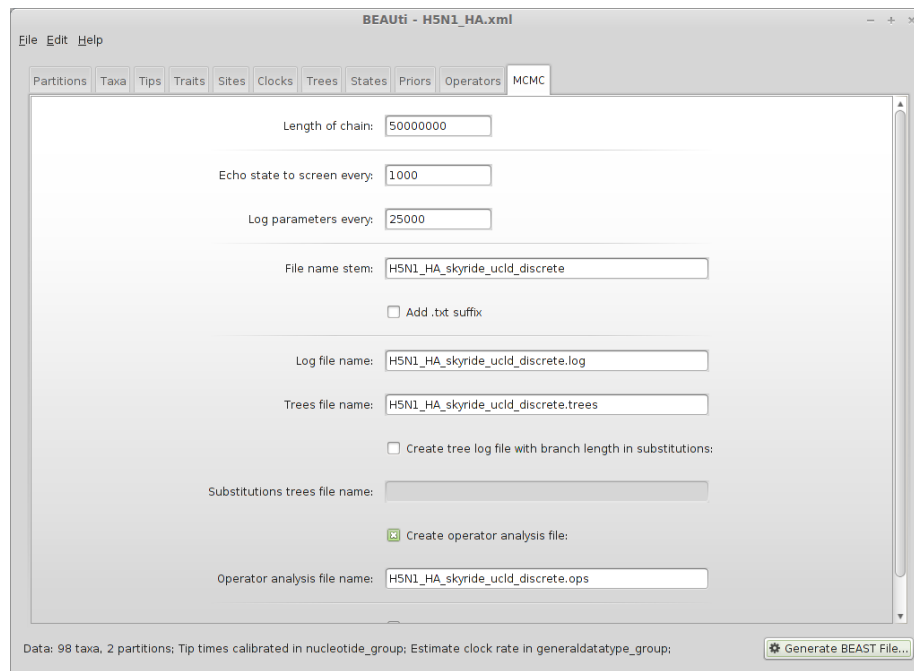 BEAUti - H5N1_HA.xml
File Edit Help
Partitions Taxa Tips Traits Sites Clocks Trees States Priors Operators MCMC
Length of chain: 50000000
Echo state to screen every: 1000
Log parameters every: 25000
File name stem: H5N1_HA_skyride_ucld_discrete
Add .txt suffix
Log file name: H5N1_HA_skyride_ucld_discrete.log
Trees file name: H5N1_HA_skyride_ucld_discrete.trees
Create tree log file with branch length in substitutions:
Substitutions trees file name:
Create operator analysis file:
Operator analysis file name: H5N1_HA_skyride_ucld_discrete.ops
Data: 98 taxa, 2 partitions; Tip times calibrated in nucleotide_group; Estimate clock rate in generaldatatype_group;
Generate BEAST File...